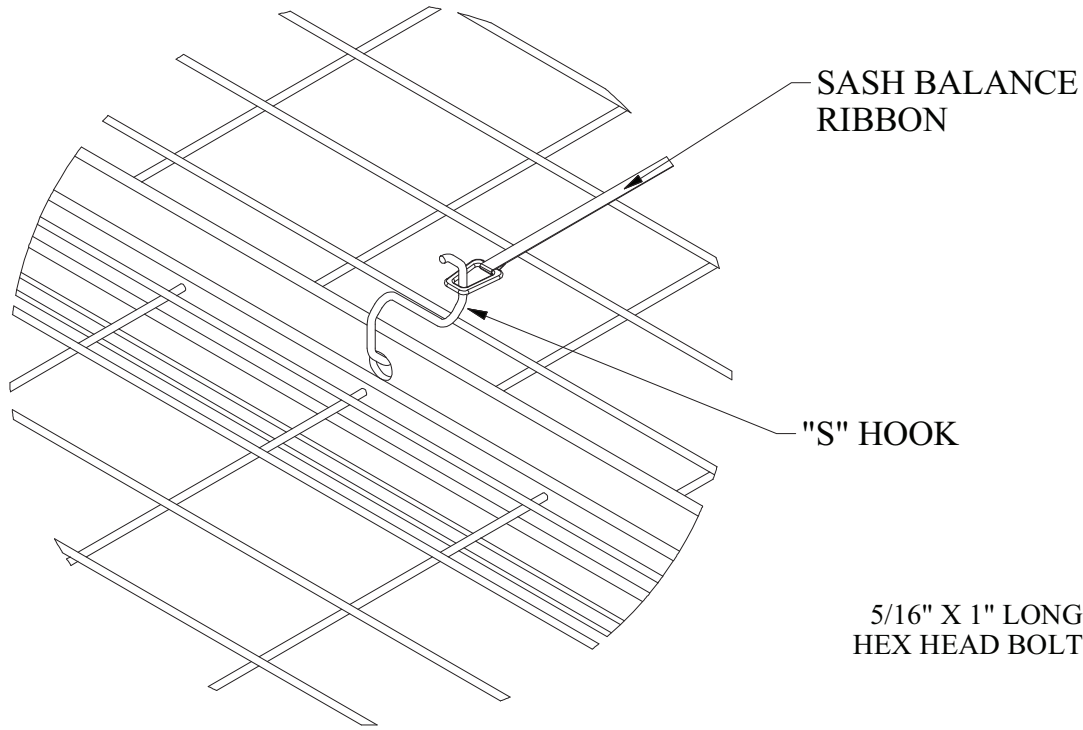 SASH BALANCE
RIBBON
"S" HOOK
5/16" X 1" LONG
HEX HEAD BOLT